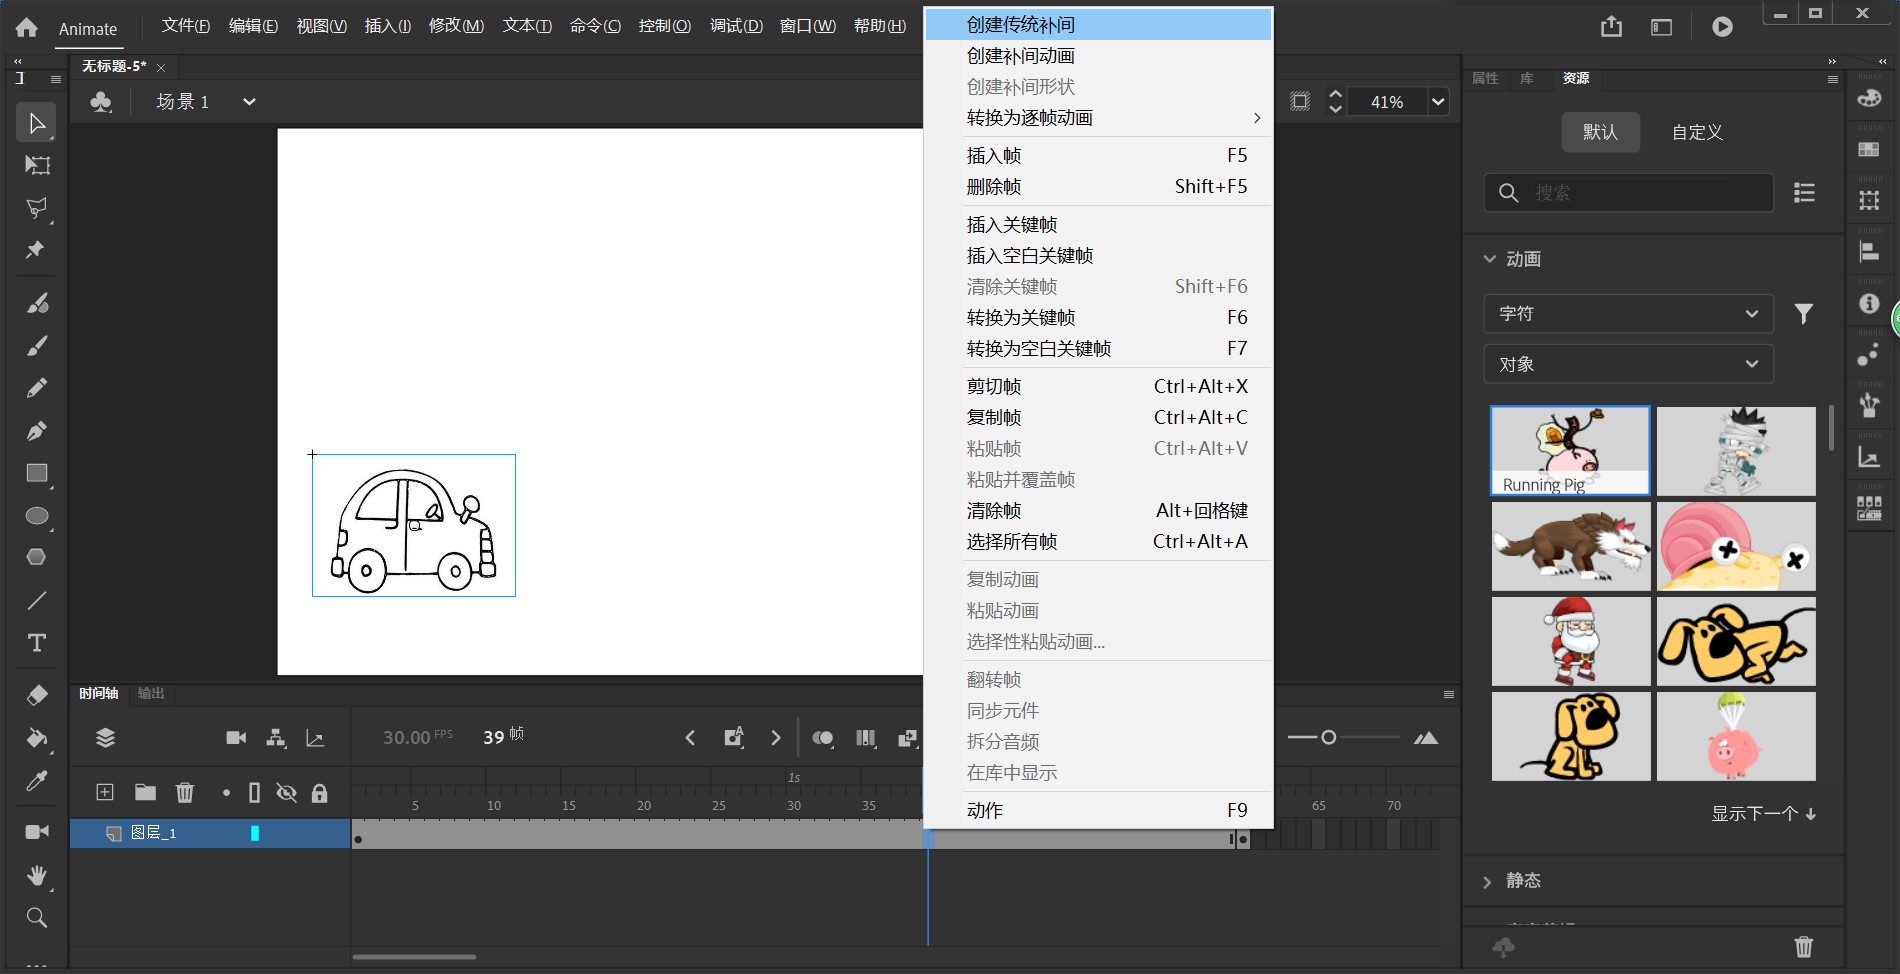 Animate
文件(F) 编辑(E) 视图(V) 插入(I) 修改(M) 文本(T) 命令(C) 控制(O) 调试(D) 窗口(W) 帮助(H)
无标题-5*
场景 1
41%
创建传统补间
创建补间动画
创建补间形状
转换为逐帧动画
插入帧 F5
删除帧 Shift+F5
插入关键帧
插入空白关键帧
清除关键帧 Shift+F6
转换为关键帧 F6
转换为空白关键帧 F7
剪切帧 Ctrl+Alt+X
复制帧 Ctrl+Alt+C
粘贴帧 Ctrl+Alt+V
粘贴并覆盖帧
清除帧 Alt+回格键
选择所有帧 Ctrl+Alt+A
复制动画
粘贴动画
选择性粘贴动画...
翻转帧
同步元件
拆分音频
在库中显示
动作 F9
属性 库 资源
默认 自定义
搜索
动画
字符
对象
Running Pig
显示下一个
静态
时间轴 输出
30.00 FPS 39 帧
1s
5 10 15 20 25 30 35 65 70
图层_1